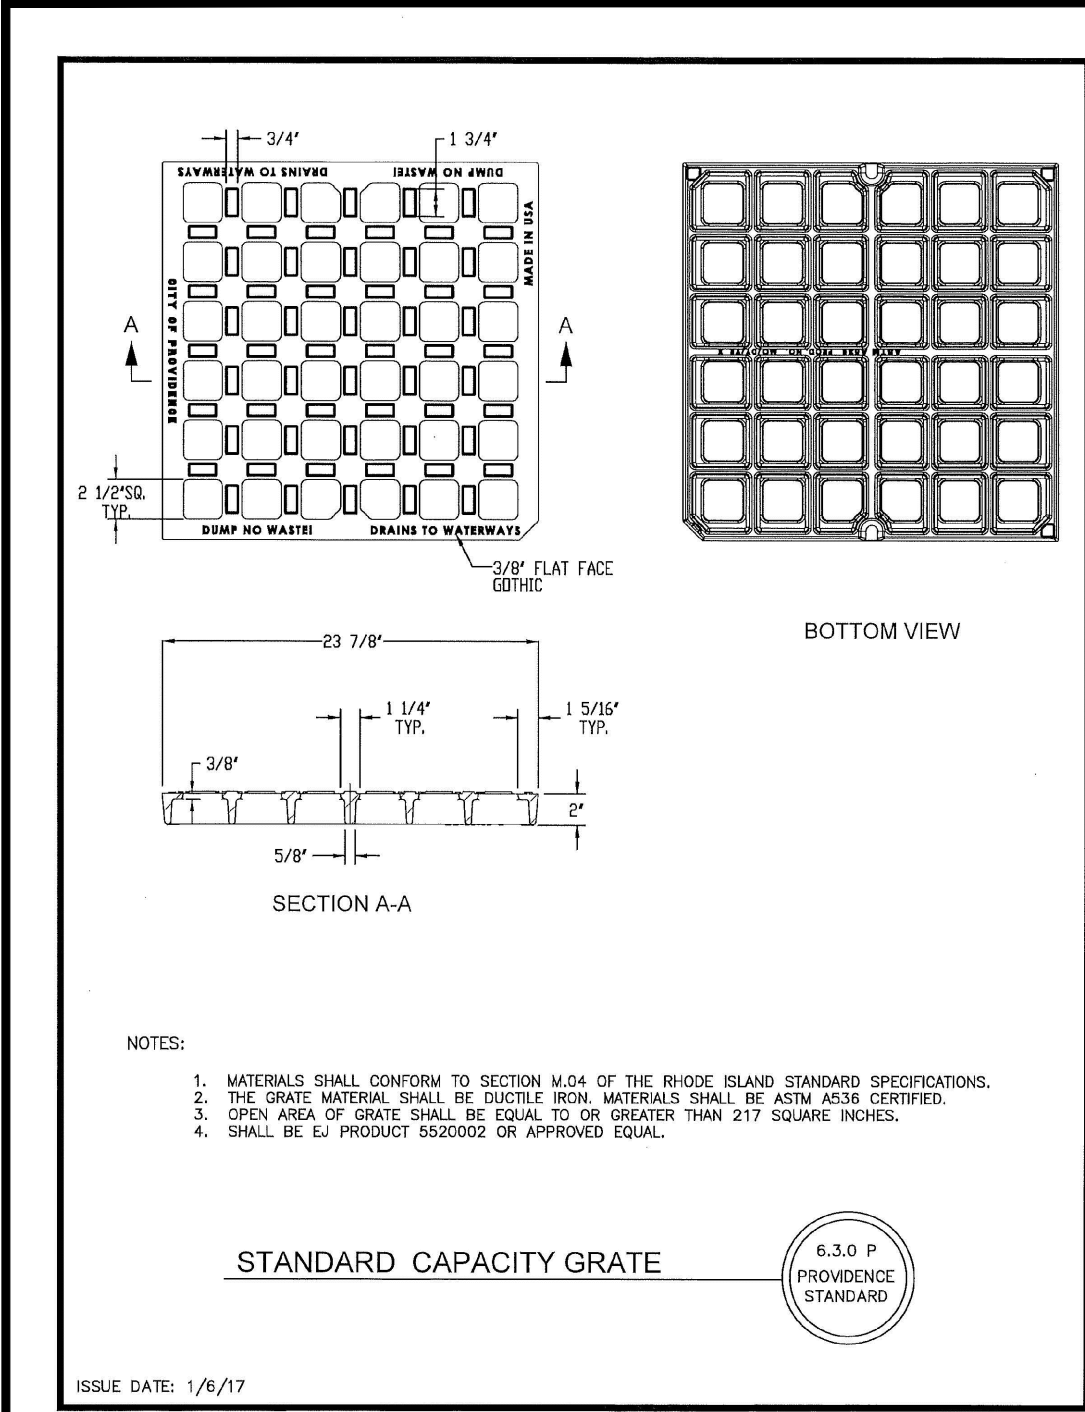 3/4"
1 3/4"
DRAINS TO WATERWAYS
DUMP NO WASTE!
MADE IN USA
CITY OF PROVIDENCE
A
A
2 1/2"SQ.
TYP.
DUMP NO WASTE!
DRAINS TO WATERWAYS
3/8" FLAT FACE
GOTHIC
BOTTOM VIEW
23 7/8"
1 1/4"
TYP.
1 5/16"
TYP.
3/8"
2"
5/8"
SECTION A-A
NOTES:
1. MATERIALS SHALL CONFORM TO SECTION M.04 OF THE RHODE ISLAND STANDARD SPECIFICATIONS.
2. THE GRATE MATERIAL SHALL BE DUCTILE IRON. MATERIALS SHALL BE ASTM A536 CERTIFIED.
3. OPEN AREA OF GRATE SHALL BE EQUAL TO OR GREATER THAN 217 SQUARE INCHES.
4. SHALL BE EJ PRODUCT 5520002 OR APPROVED EQUAL.
STANDARD CAPACITY GRATE
6.3.0 P
PROVIDENCE
STANDARD
ISSUE DATE: 1/6/17